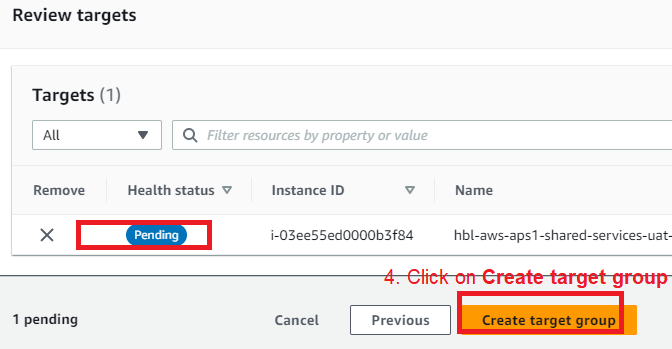 Review targets
Targets (1)
All
Filter resources by property or value
Remove Health status Instance ID Name
Pending i-03ee55ed0000b3f84 hbl-aws-aps1-shared-services-uat-
4. Click on Create target group
1 pending Cancel Previous Create target group